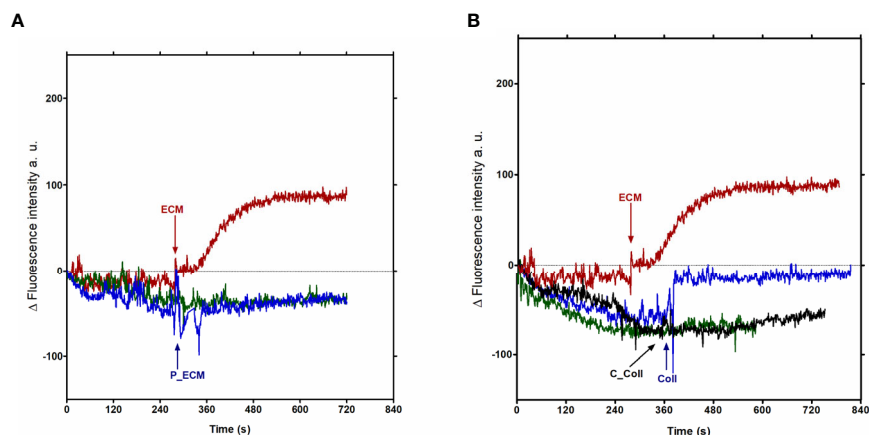 A
Δ Fluorescence intensity a. u.
200
100
0
-100
ECM
P_ECM
0 120 240 360 480 600 720 840
Time (s)
B
Δ Fluorescence intensity a. u.
200
100
0
-100
ECM
C_Coll
Coll
0 120 240 360 480 600 720 840
Time (s)